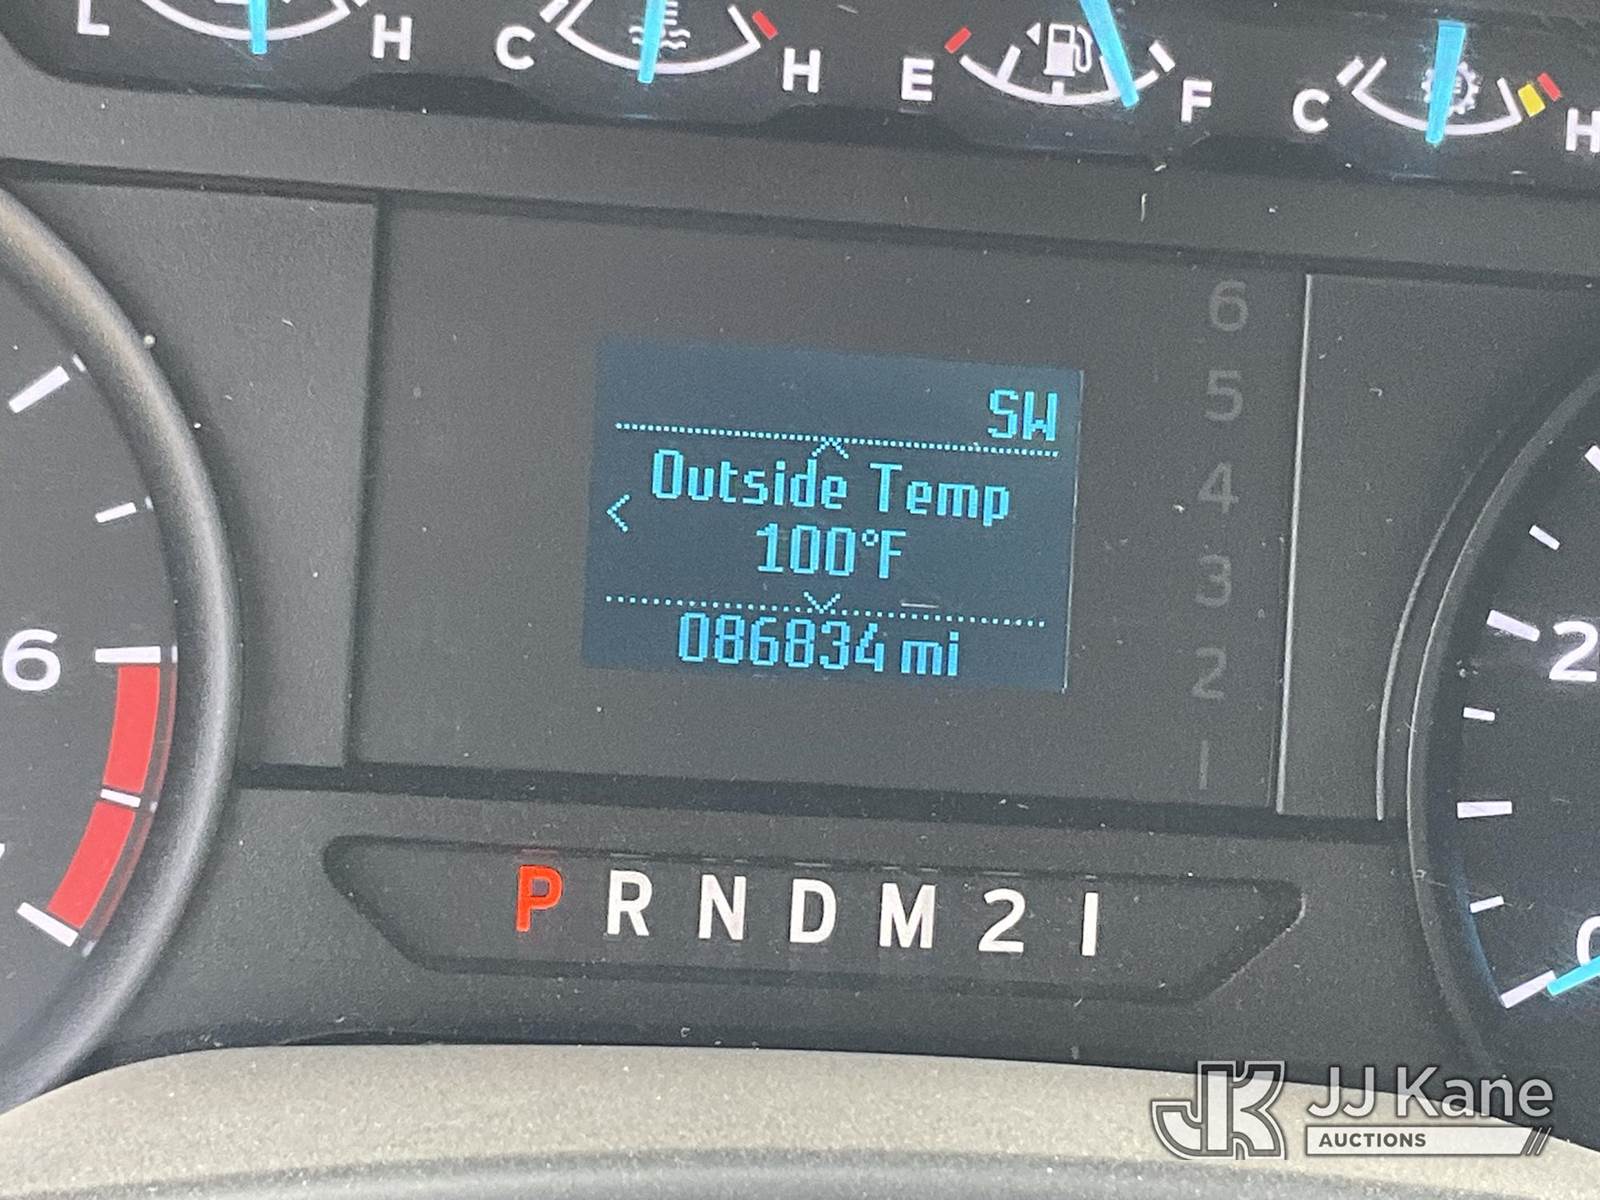 L H C H E F C H
SW
Outside Temp
100°F
086834 mi
6
5
4
3
2
1
6
2
0
P R N D M 2 1
JJ Kane
AUCTIONS